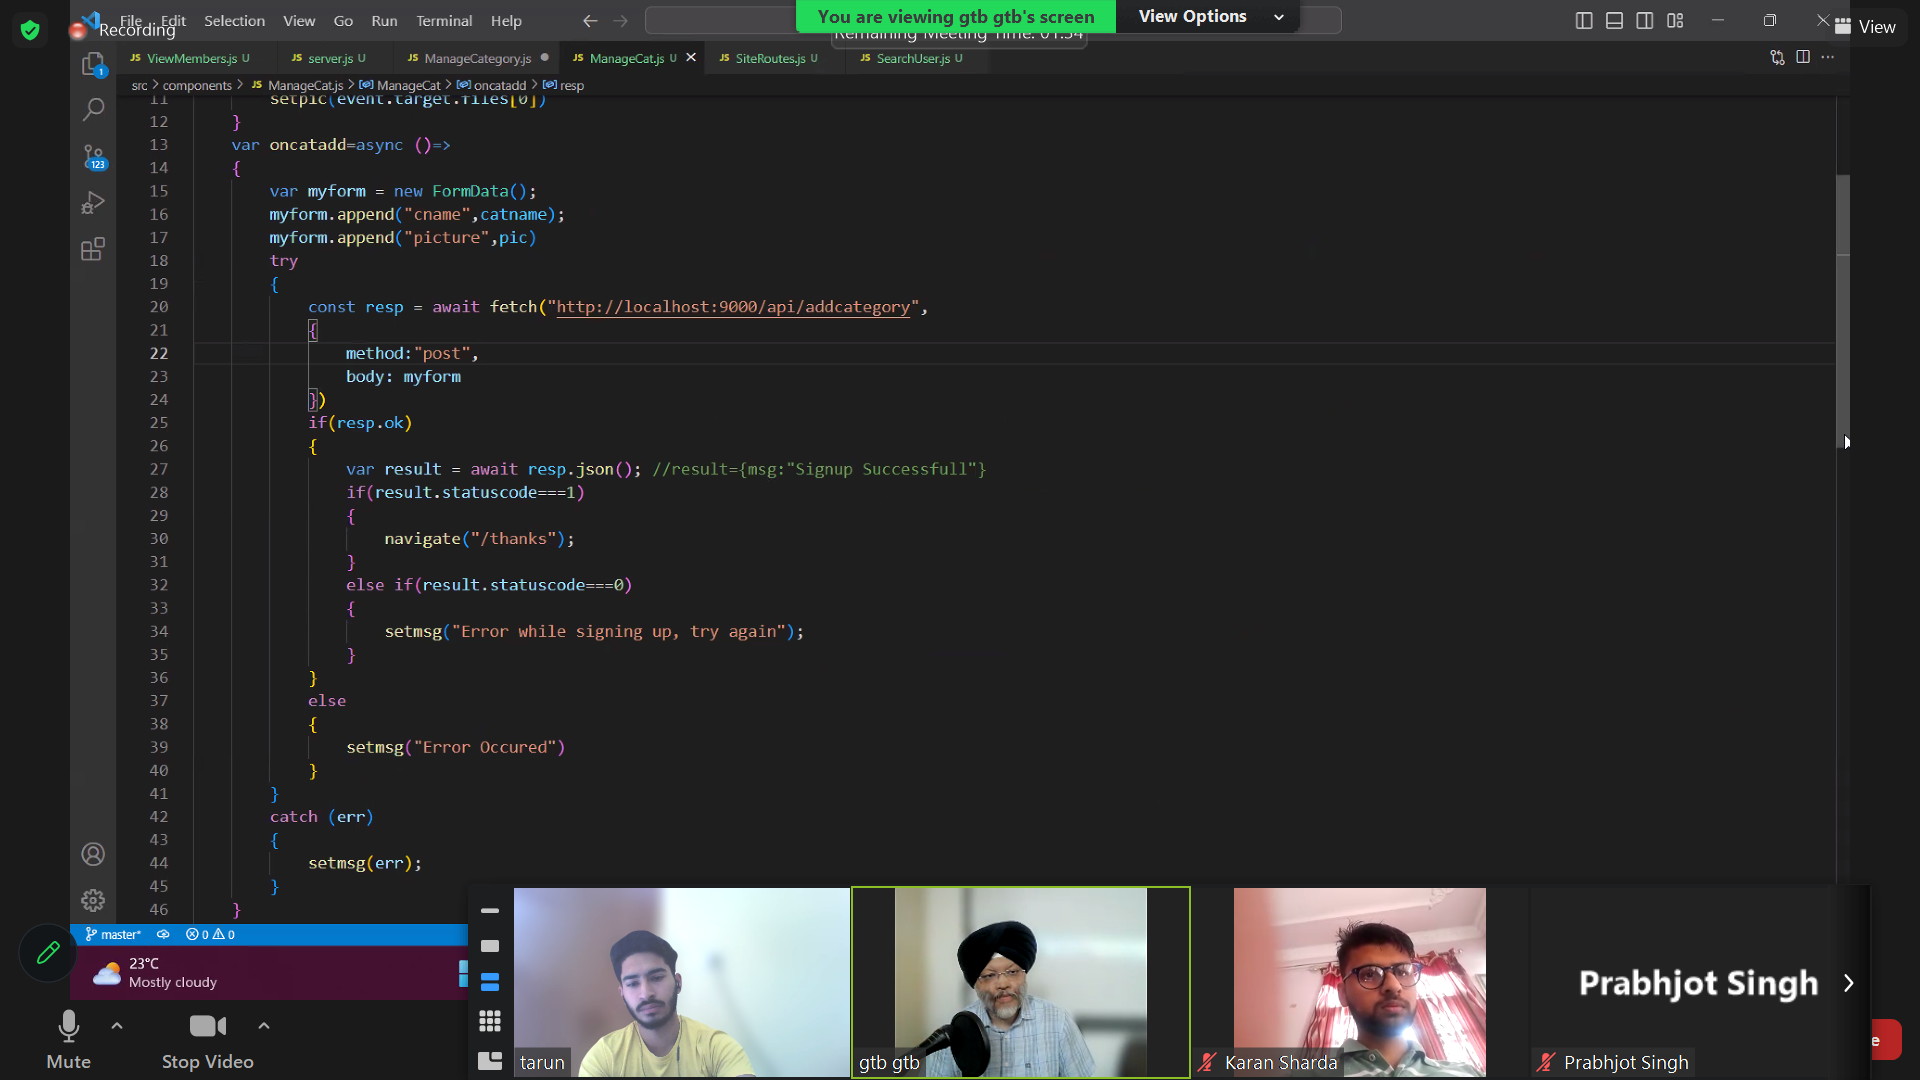 Recording
File Edit Selection View Go Run Terminal Help
You are viewing gtb gtb's screen
View Options
View
Remaining Meeting Time: 01:34
JS ViewMembers.js U
JS server.js U
JS ManageCategory.js
JS ManageCat.js U
JS SiteRoutes.js U
JS SearchUser.js U
src > components > JS ManageCat.js > ManageCat > oncatadd > resp
11 setpic(event.target.files[0])
12 }
13 var oncatadd=async ()=>
14 {
15 var myform = new FormData();
16 myform.append("cname",catname);
17 myform.append("picture",pic)
18 try
19 {
20 const resp = await fetch("http://localhost:9000/api/addcategory",
21 {
22 method:"post",
23 body: myform
24 })
25 if(resp.ok)
26 {
27 var result = await resp.json(); //result={msg:"Signup Successfull"}
28 if(result.statuscode===1)
29 {
30 navigate("/thanks");
31 }
32 else if(result.statuscode===0)
33 {
34 setmsg("Error while signing up, try again");
35 }
36 }
37 else
38 {
39 setmsg("Error Occured")
40 }
41 }
42 catch (err)
43 {
44 setmsg(err);
45 }
46 }
1
123
master* 0 0
23°C
Mostly cloudy
Mute
Stop Video
tarun
gtb gtb
Karan Sharda
Prabhjot Singh
Prabhjot Singh
e